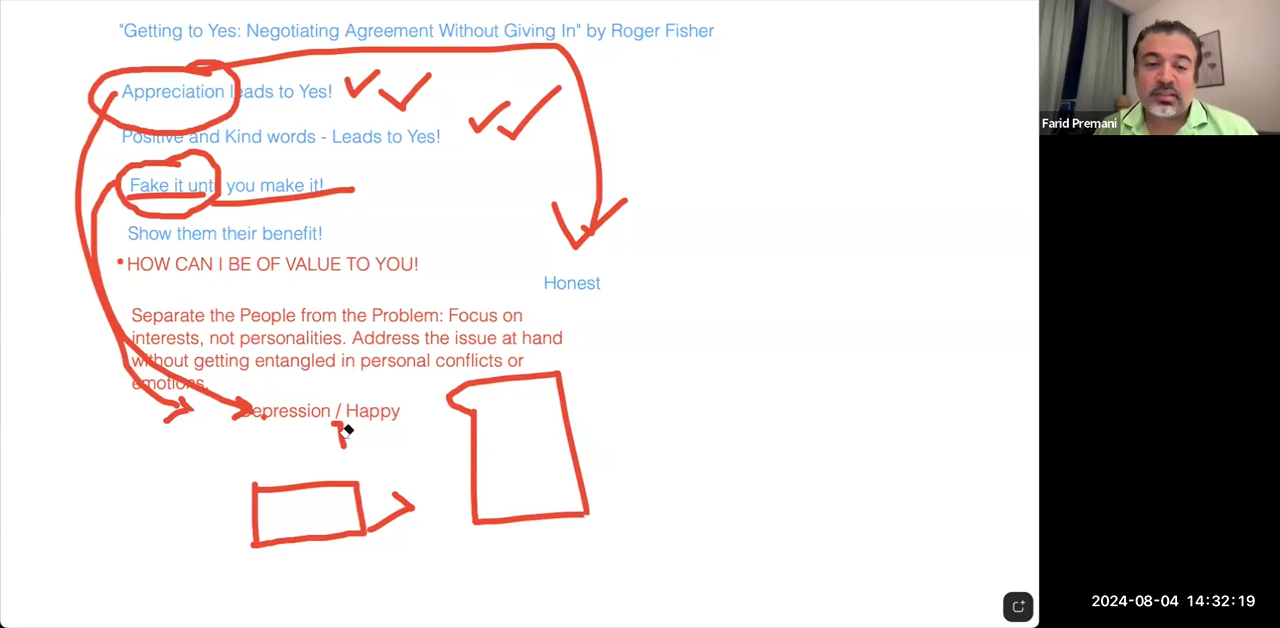 "Getting to Yes: Negotiating Agreement Without Giving In" by Roger Fisher
Appreciation leads to Yes!
Positive and Kind words - Leads to Yes!
Fake it until you make it!
Show them their benefit!
• HOW CAN I BE OF VALUE TO YOU!
Honest
Separate the People from the Problem: Focus on
interests, not personalities. Address the issue at hand
without getting entangled in personal conflicts or
emotions.
Depression / Happy
Farid Premani
2024-08-04 14:32:19